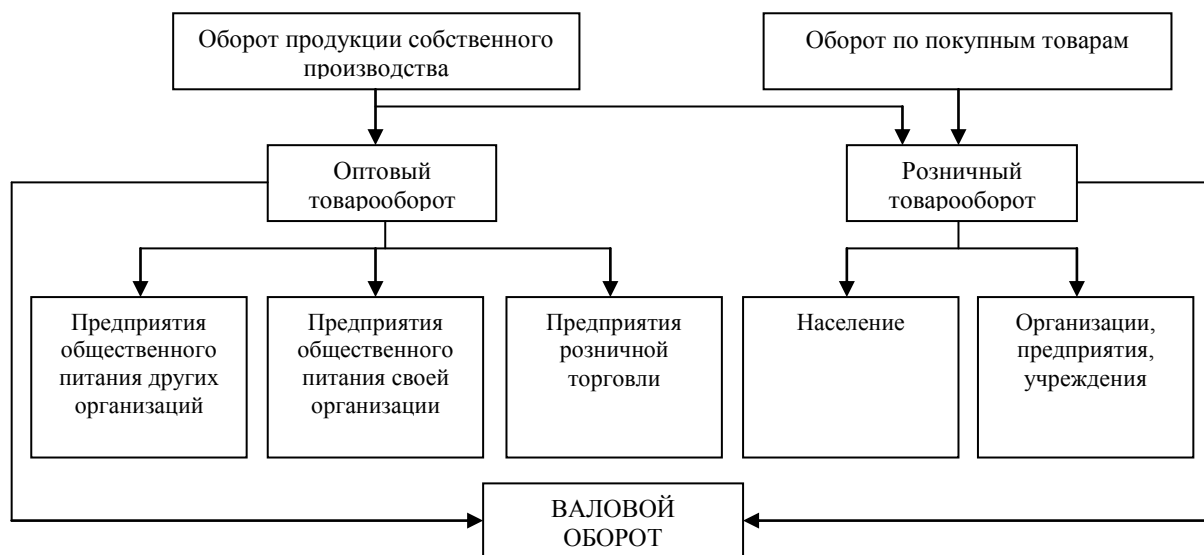 Оборот продукции собственного
производства
Оборот по покупным товарам
Оптовый
товарооборот
Розничный
товарооборот
Предприятия
общественного
питания других
организаций
Предприятия
общественного
питания своей
организации
Предприятия
розничной
торговли
Население
Организации,
предприятия,
учреждения
ВАЛОВОЙ
ОБОРОТ